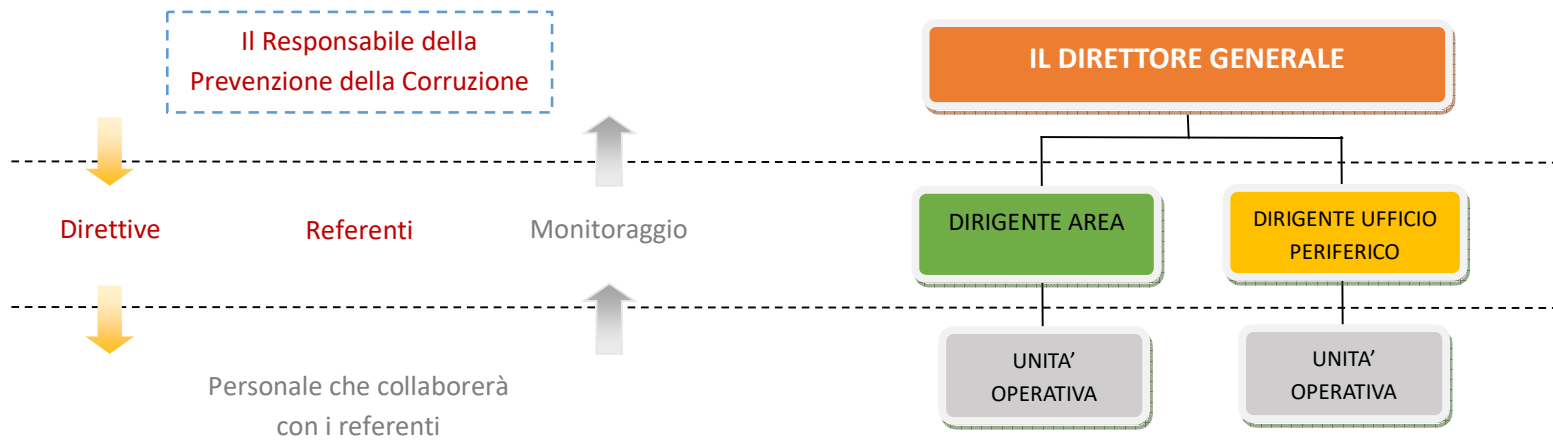 Il Responsabile della
Prevenzione della Corruzione
IL DIRETTORE GENERALE
Direttive
Referenti
Monitoraggio
DIRIGENTE AREA
DIRIGENTE UFFICIO
PERIFERICO
Personale che collaborerà
con i referenti
UNITA’
OPERATIVA
UNITA’
OPERATIVA